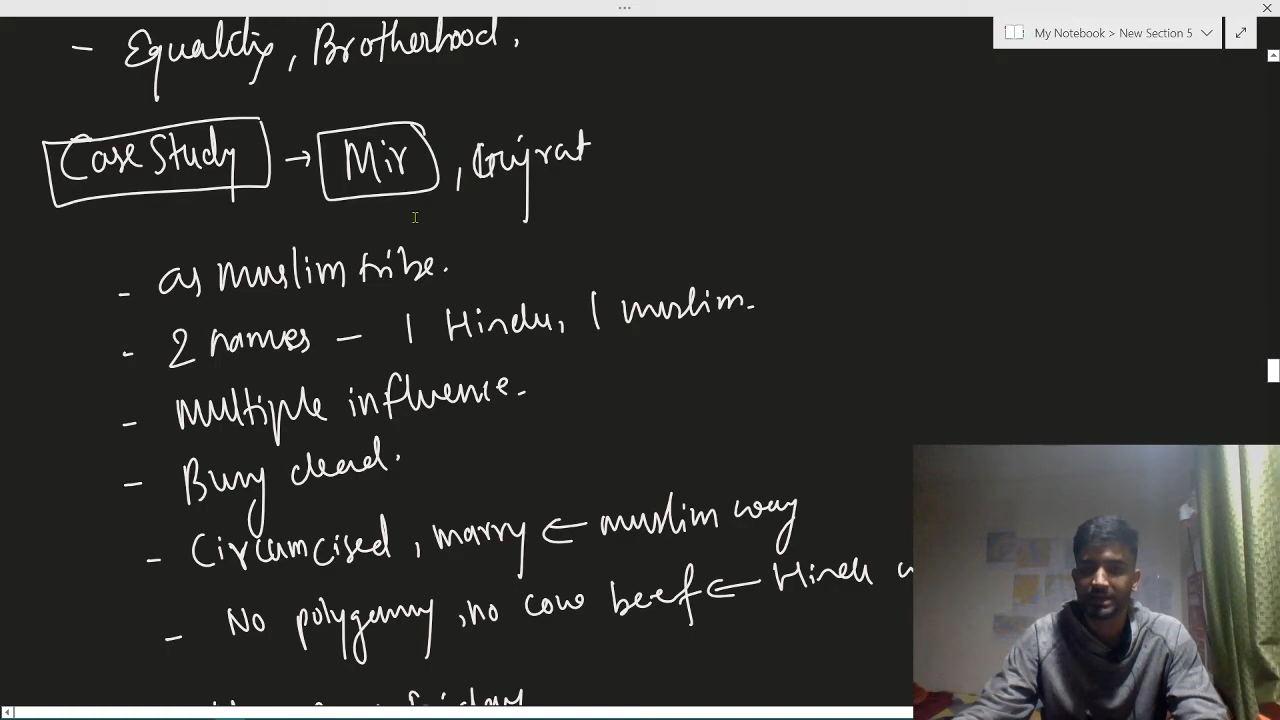 My Notebook > New Section 5
- Equality, Brotherhood,
Case Study → Mir, Gujrat
- as muslim tribe.
- 2 names - 1 Hindu, 1 muslim.
- Multiple influence.
- Bury dead.
- Circumcised, marry ← muslim way
- No polygamy, no cow beef ← Hindu